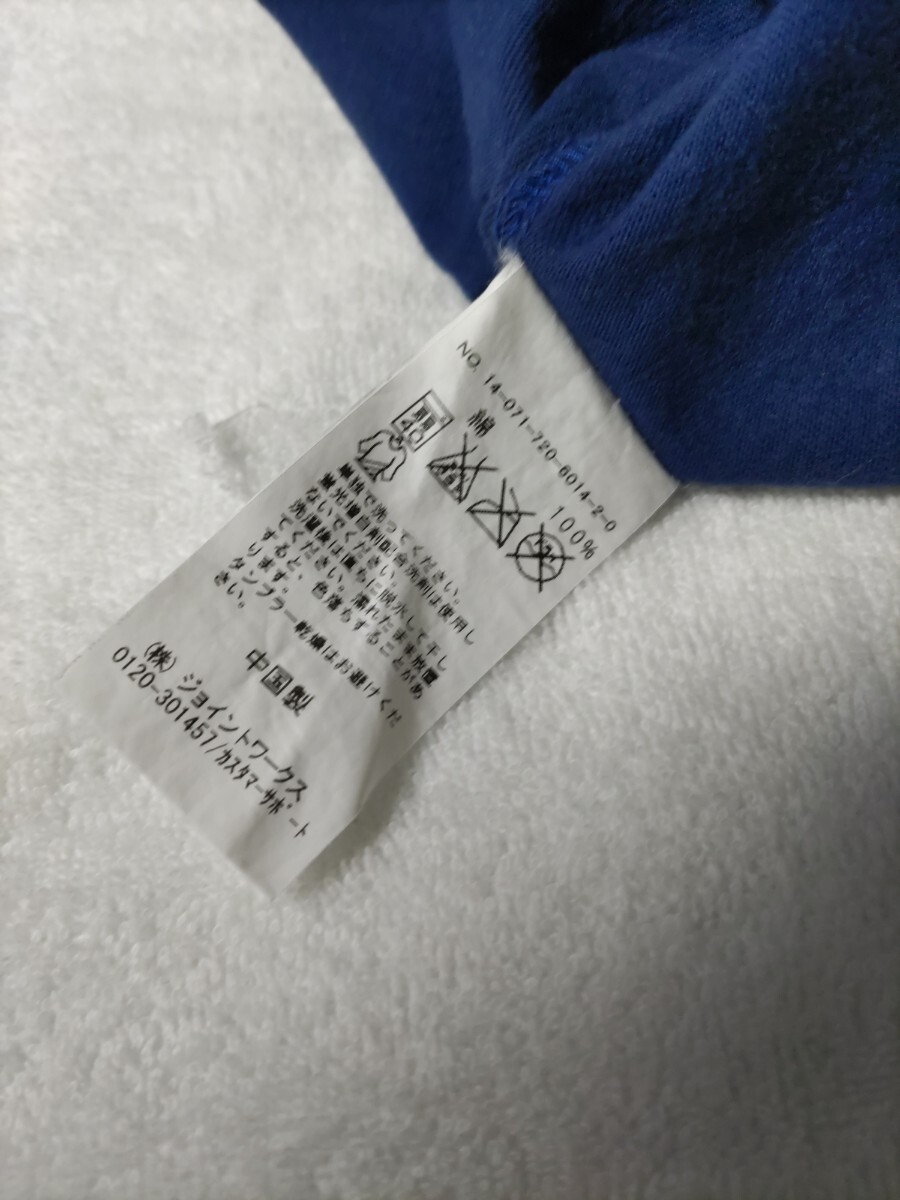 NO. 14-071-720-6014-2-0
綿 100%
40
単独で洗ってください。
蛍光増白剤配合洗剤は使用し
ないでください。
洗濯後は直ちに脱水して干し
てください。濡れたまま放置
すると、色落ちすることがあ
ります。
タンブラー乾燥はお避けくだ
さい。
中国製
(株) ジョイントワークス
0120-301457/カスタマーサポート